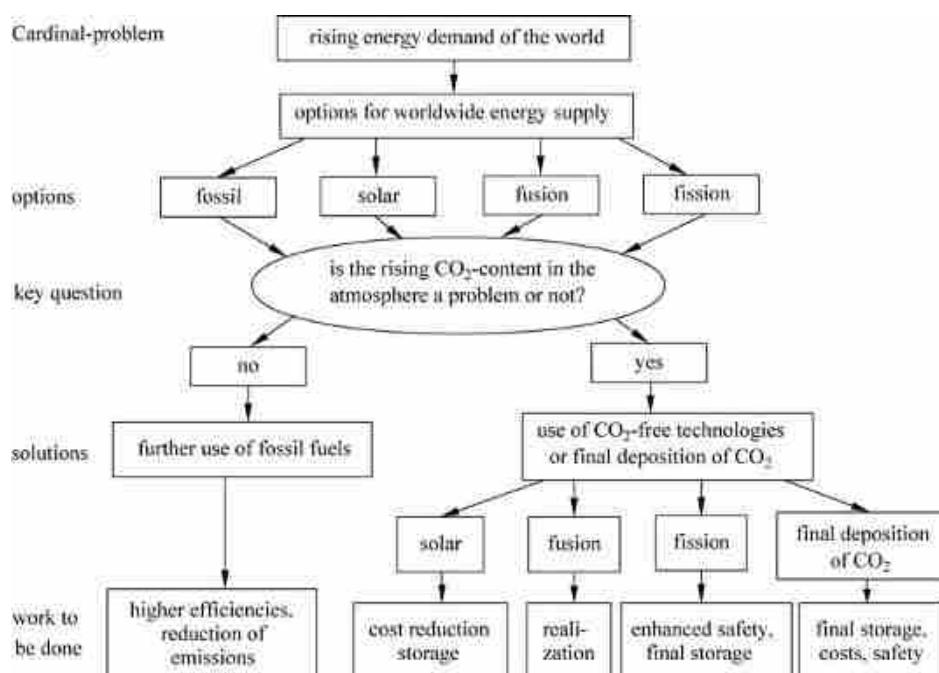 Cardinal-problem
rising energy demand of the world
options for worldwide energy supply
options
fossil
solar
fusion
fission
key question
is the rising CO₂-content in the
atmosphere a problem or not?
no
yes
solutions
further use of fossil fuels
use of CO₂-free technologies
or final deposition of CO₂
solar
fusion
fission
final deposition
of CO₂
work to
be done
higher efficiencies,
reduction of
emissions
cost reduction
storage
reali-
zation
enhanced safety,
final storage
final storage,
costs, safety